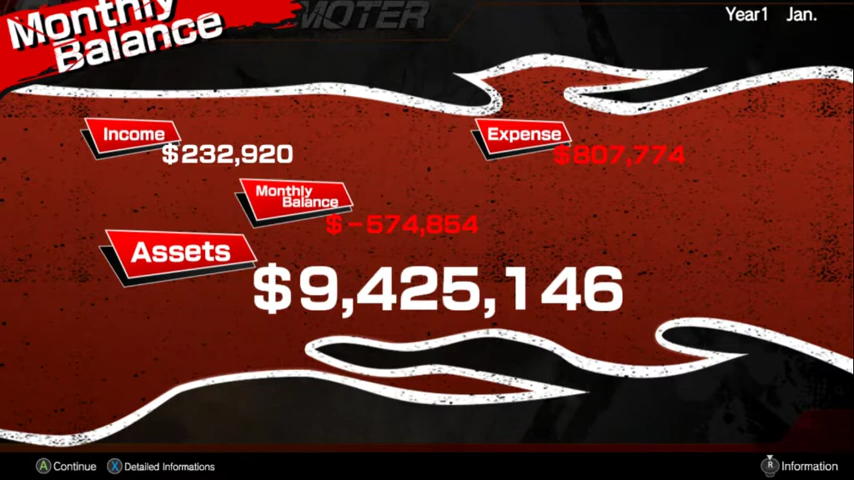 Monthly
Balance
MOTER
Year1 Jan.
Income
$232,920
Expense
$807,774
Monthly
Balance
$-574,854
Assets
$9,425,146
A Continue
X Detailed Informations
R Information